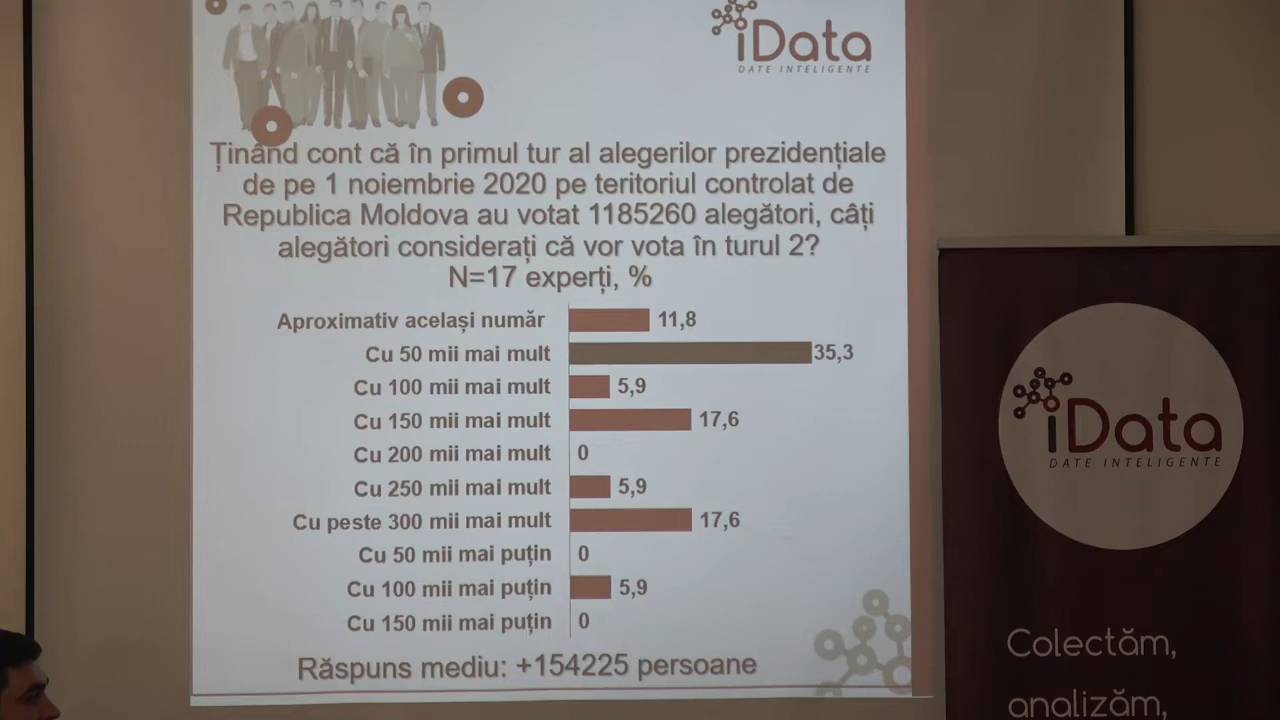 iData
DATE INTELIGENTE
Ținând cont că în primul tur al alegerilor prezidențiale
de pe 1 noiembrie 2020 pe teritoriul controlat de
Republica Moldova au votat 1185260 alegători, câți
alegători considerați că vor vota în turul 2?
N=17 experți, %
Aproximativ același număr 11,8
Cu 50 mii mai mult 35,3
Cu 100 mii mai mult 5,9
Cu 150 mii mai mult 17,6
Cu 200 mii mai mult 0
Cu 250 mii mai mult 5,9
Cu peste 300 mii mai mult 17,6
Cu 50 mii mai puțin 0
Cu 100 mii mai puțin 5,9
Cu 150 mii mai puțin 0
Răspuns mediu: +154225 persoane
iData
DATE INTELIGENTE
Colectăm,
analizăm,